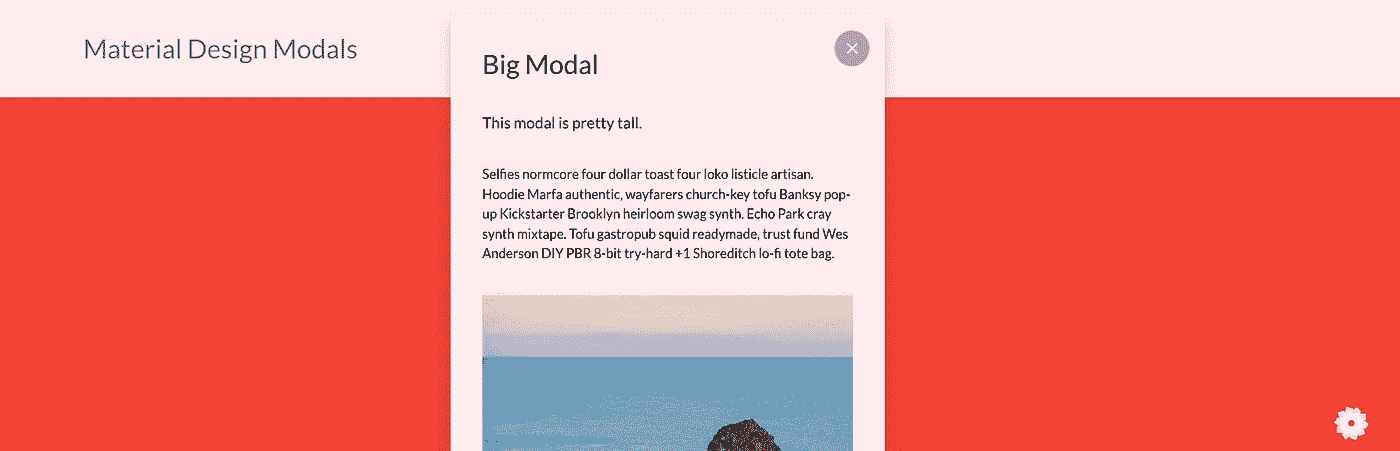 Material Design Modals
Big Modal
This modal is pretty tall.
Selfies normcore four dollar toast four loko listicle artisan.
Hoodie Marfa authentic, wayfarers church-key tofu Banksy pop-
up Kickstarter Brooklyn heirloom swag synth. Echo Park cray
synth mixtape. Tofu gastropub squid readymade, trust fund Wes
Anderson DIY PBR 8-bit try-hard +1 Shoreditch lo-fi tote bag.